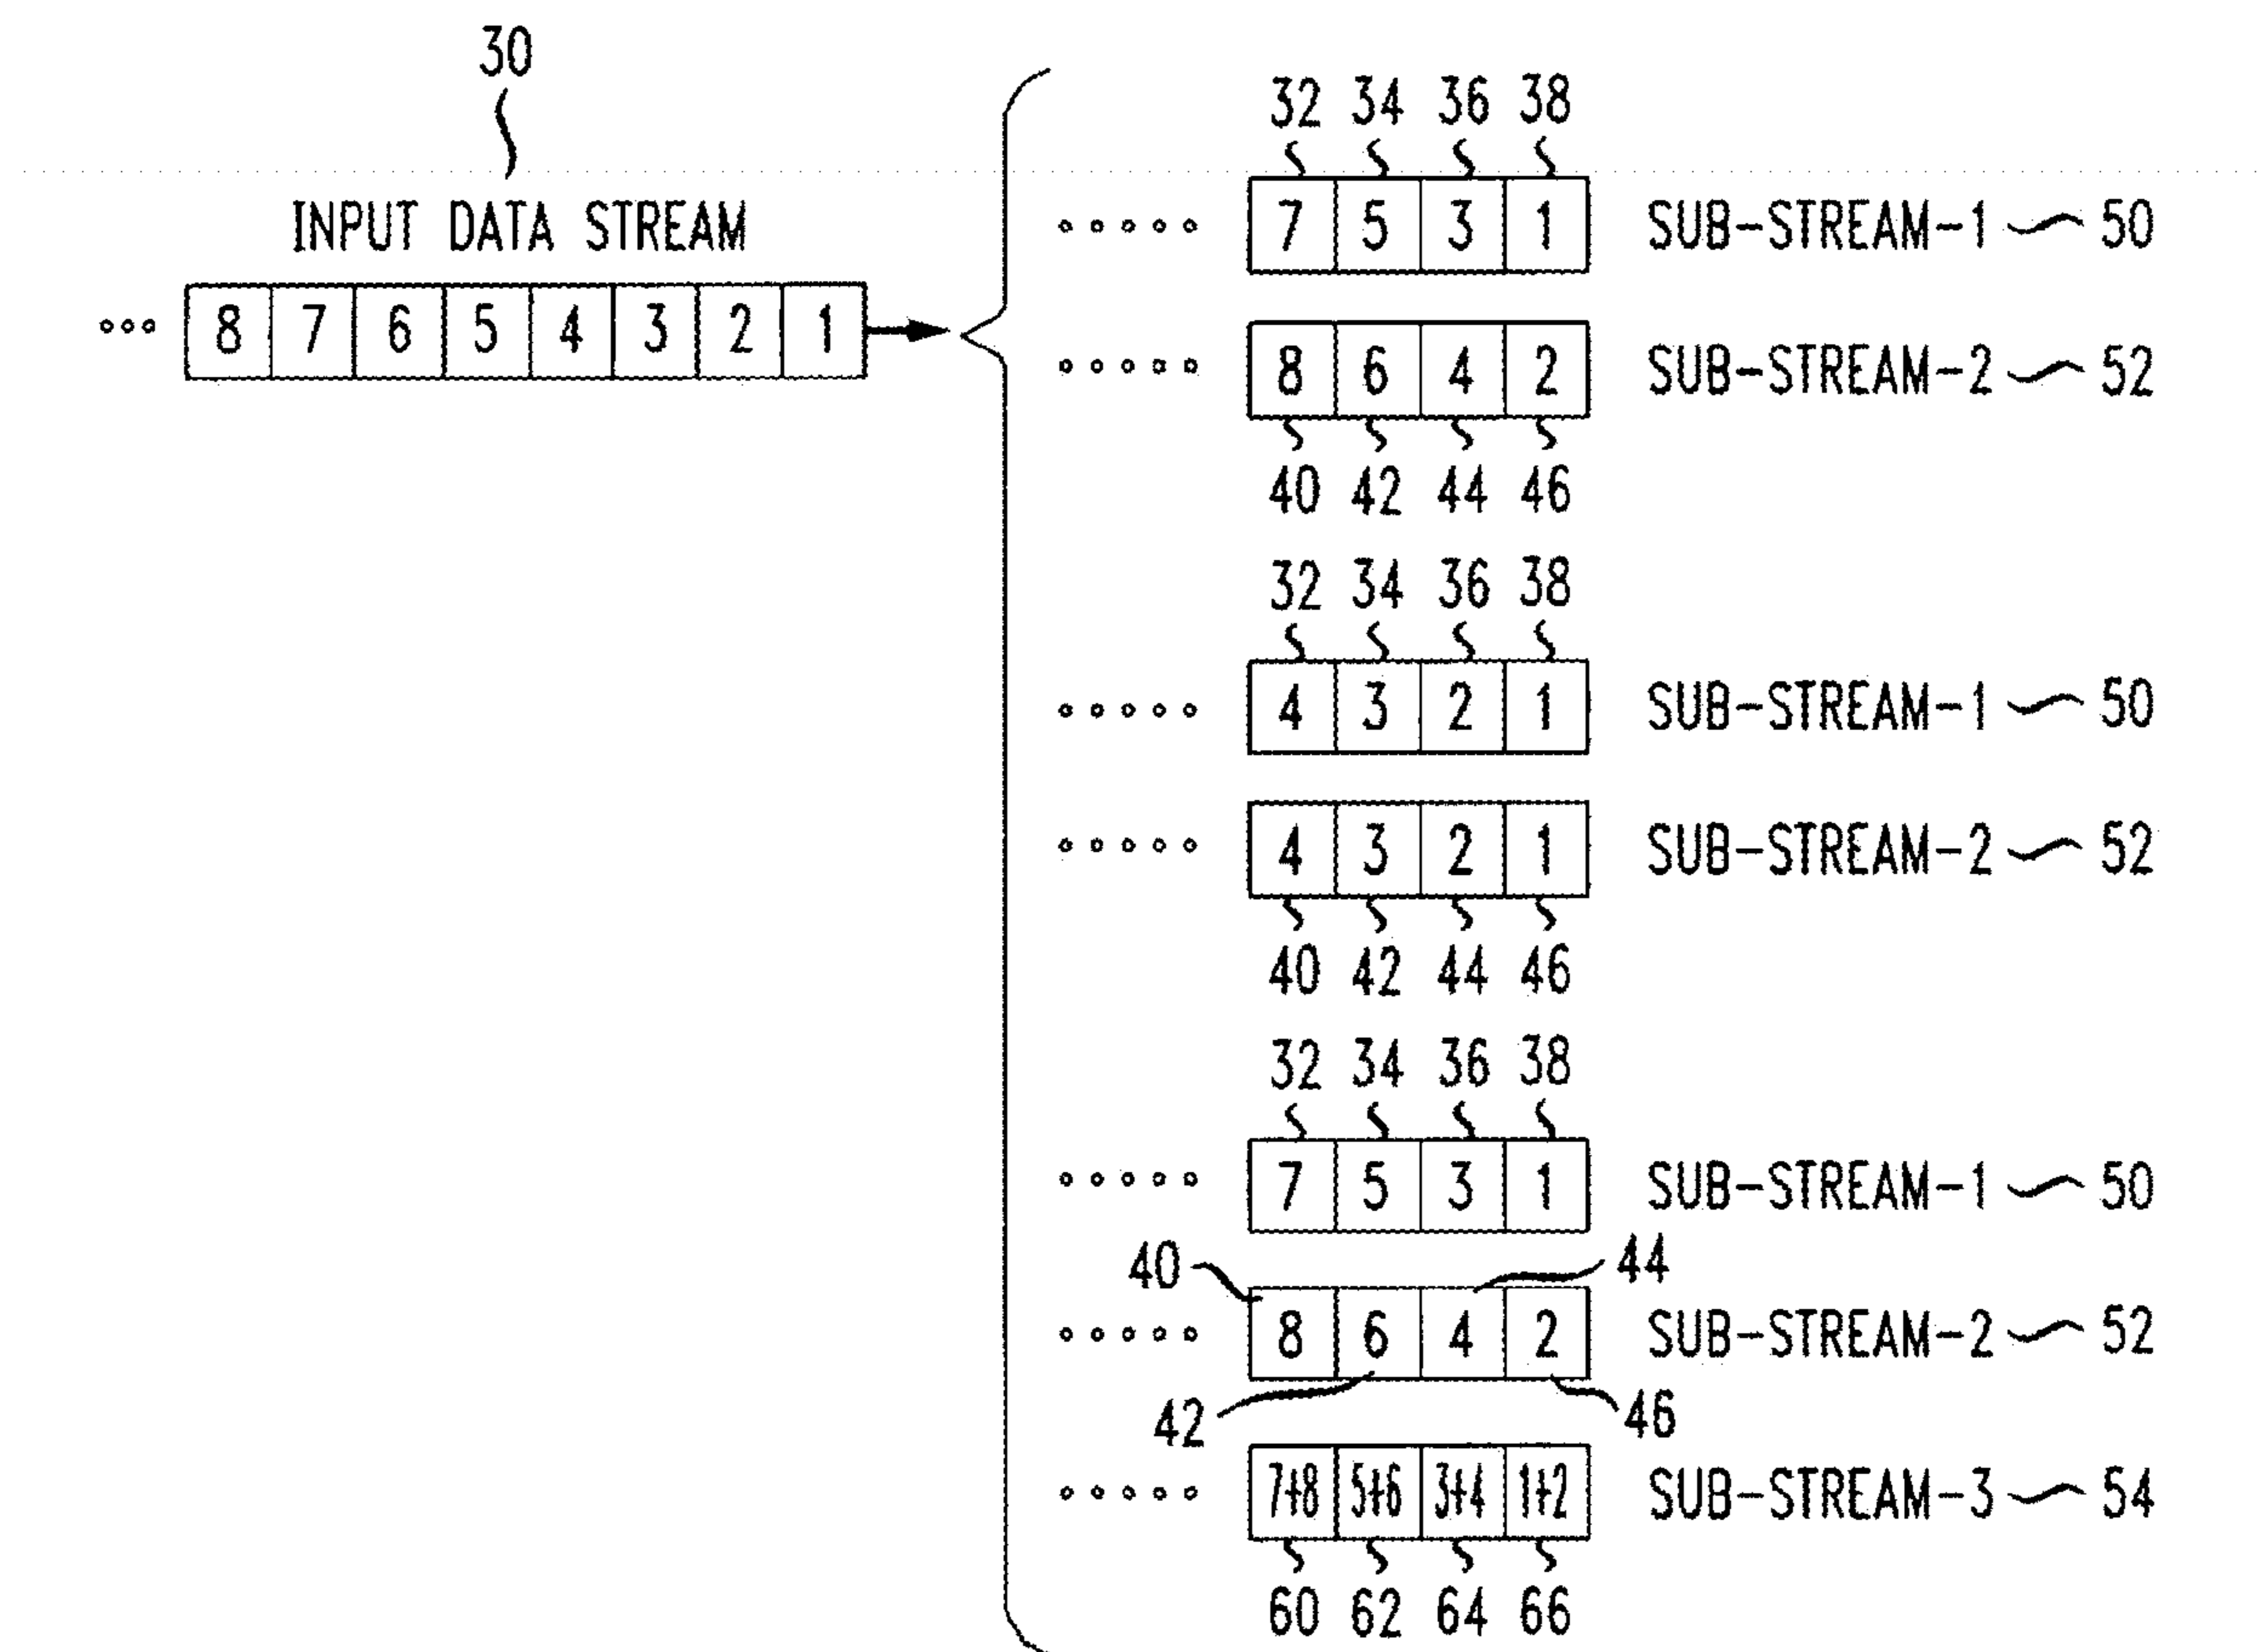 30
INPUT DATA STREAM
8 7 6 5 4 3 2 1
32 34 36 38
7 5 3 1 SUB-STREAM-1 50
8 6 4 2 SUB-STREAM-2 52
40 42 44 46
32 34 36 38
4 3 2 1 SUB-STREAM-1 50
4 3 2 1 SUB-STREAM-2 52
40 42 44 46
32 34 36 38
7 5 3 1 SUB-STREAM-1 50
40 44
8 6 4 2 SUB-STREAM-2 52
42 46
7+8 5+6 3+4 1+2 SUB-STREAM-3 54
60 62 64 66